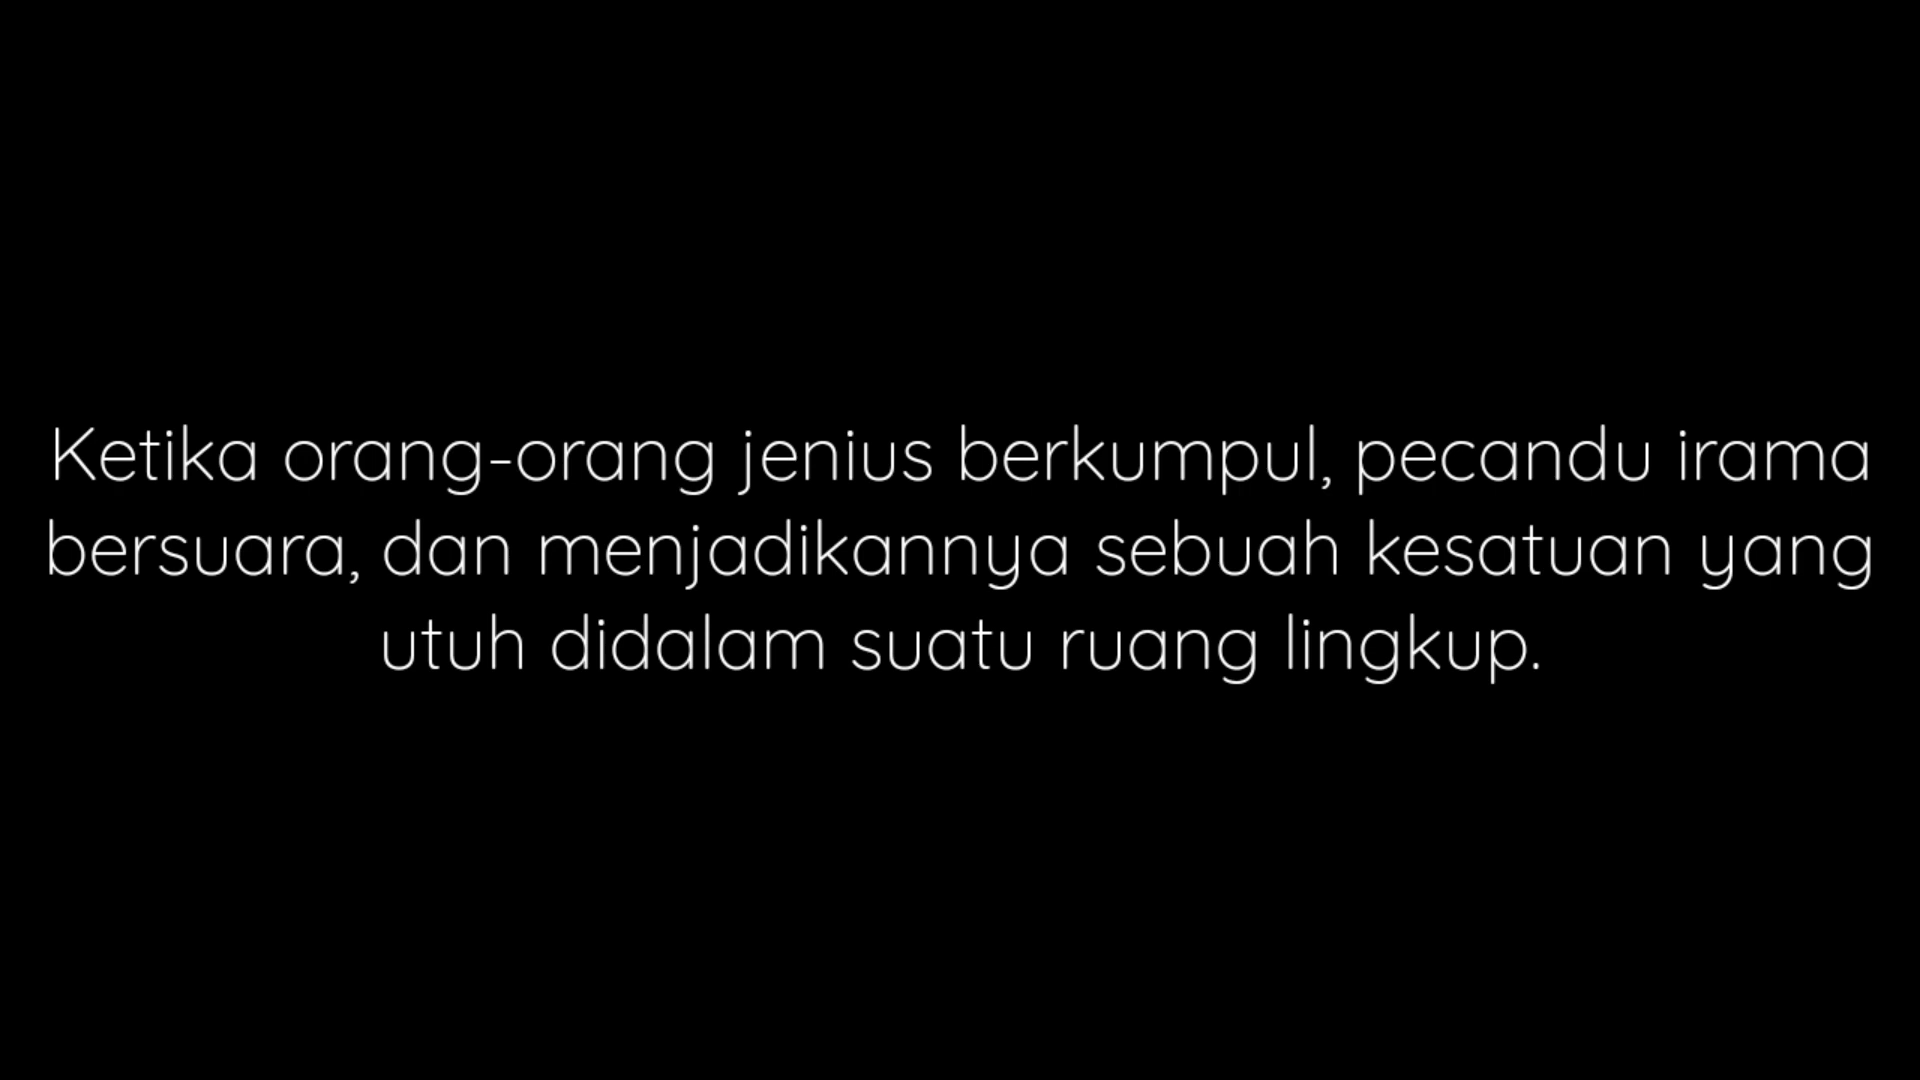 Ketika orang-orang jenius berkumpul, pecandu irama
bersuara, dan menjadikannya sebuah kesatuan yang
utuh didalam suatu ruang lingkup.